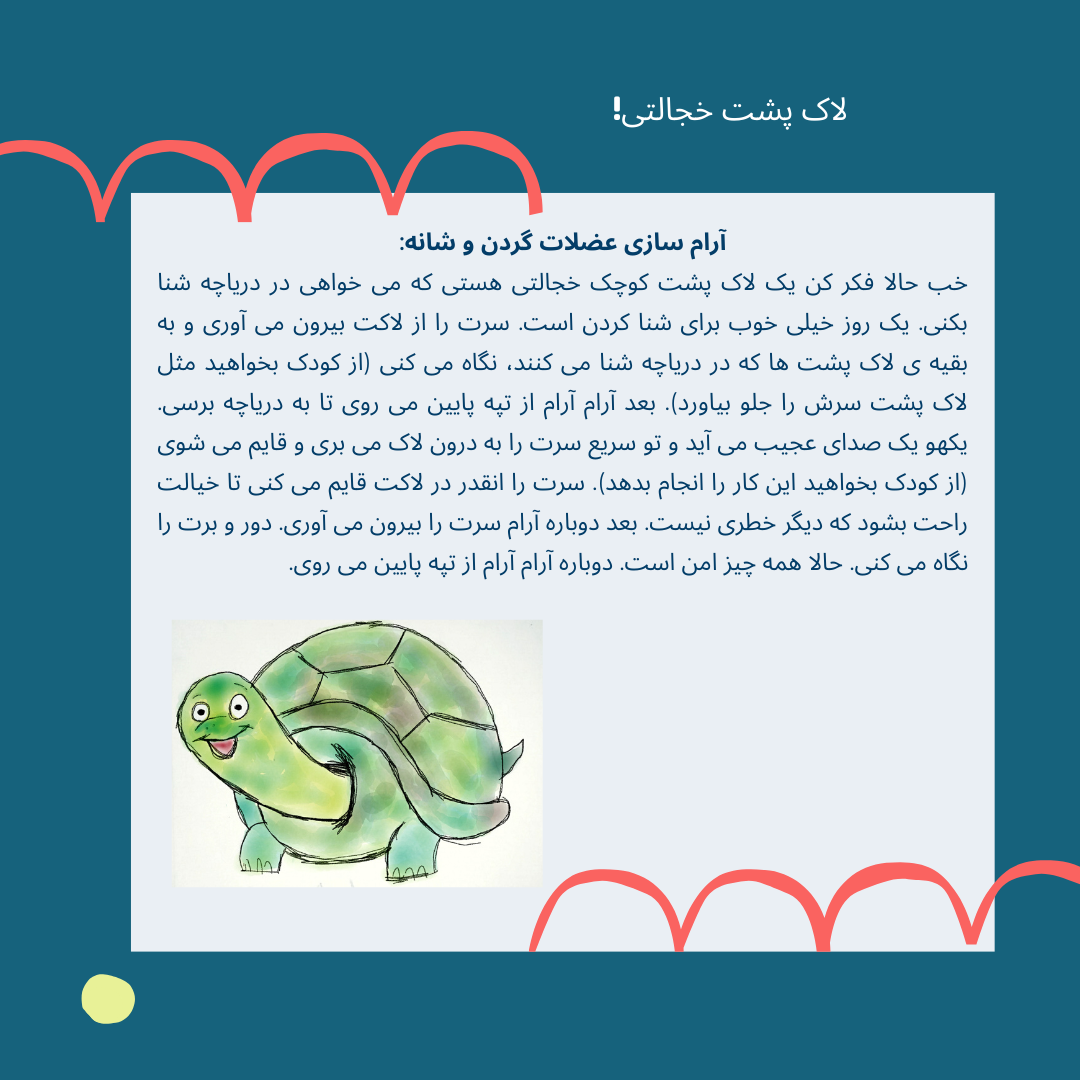 لاک پشت خجالتی!
آرام سازی عضلات گردن و شانه:
خب حالا فکر کن یک لاک پشت کوچک خجالتی هستی که می خواهی در دریاچه شنا
بکنی. یک روز خیلی خوب برای شنا کردن است. سرت را از لاکت بیرون می آوری و به
بقیه ی لاک پشت ها که در دریاچه شنا می کنند، نگاه می کنی (از کودک بخواهید مثل
لاک پشت سرش را جلو بیاورد). بعد آرام آرام از تپه پایین می روی تا به دریاچه برسی.
یکهو یک صدای عجیب می آید و تو سریع سرت را به درون لاک می بری و قایم می شوی
(از کودک بخواهید این کار را انجام بدهد). سرت را انقدر در لاکت قایم می کنی تا خیالت
راحت بشود که دیگر خطری نیست. بعد دوباره آرام سرت را بیرون می آوری. دور و برت را
نگاه می کنی. حالا همه چیز امن است. دوباره آرام آرام از تپه پایین می روی.